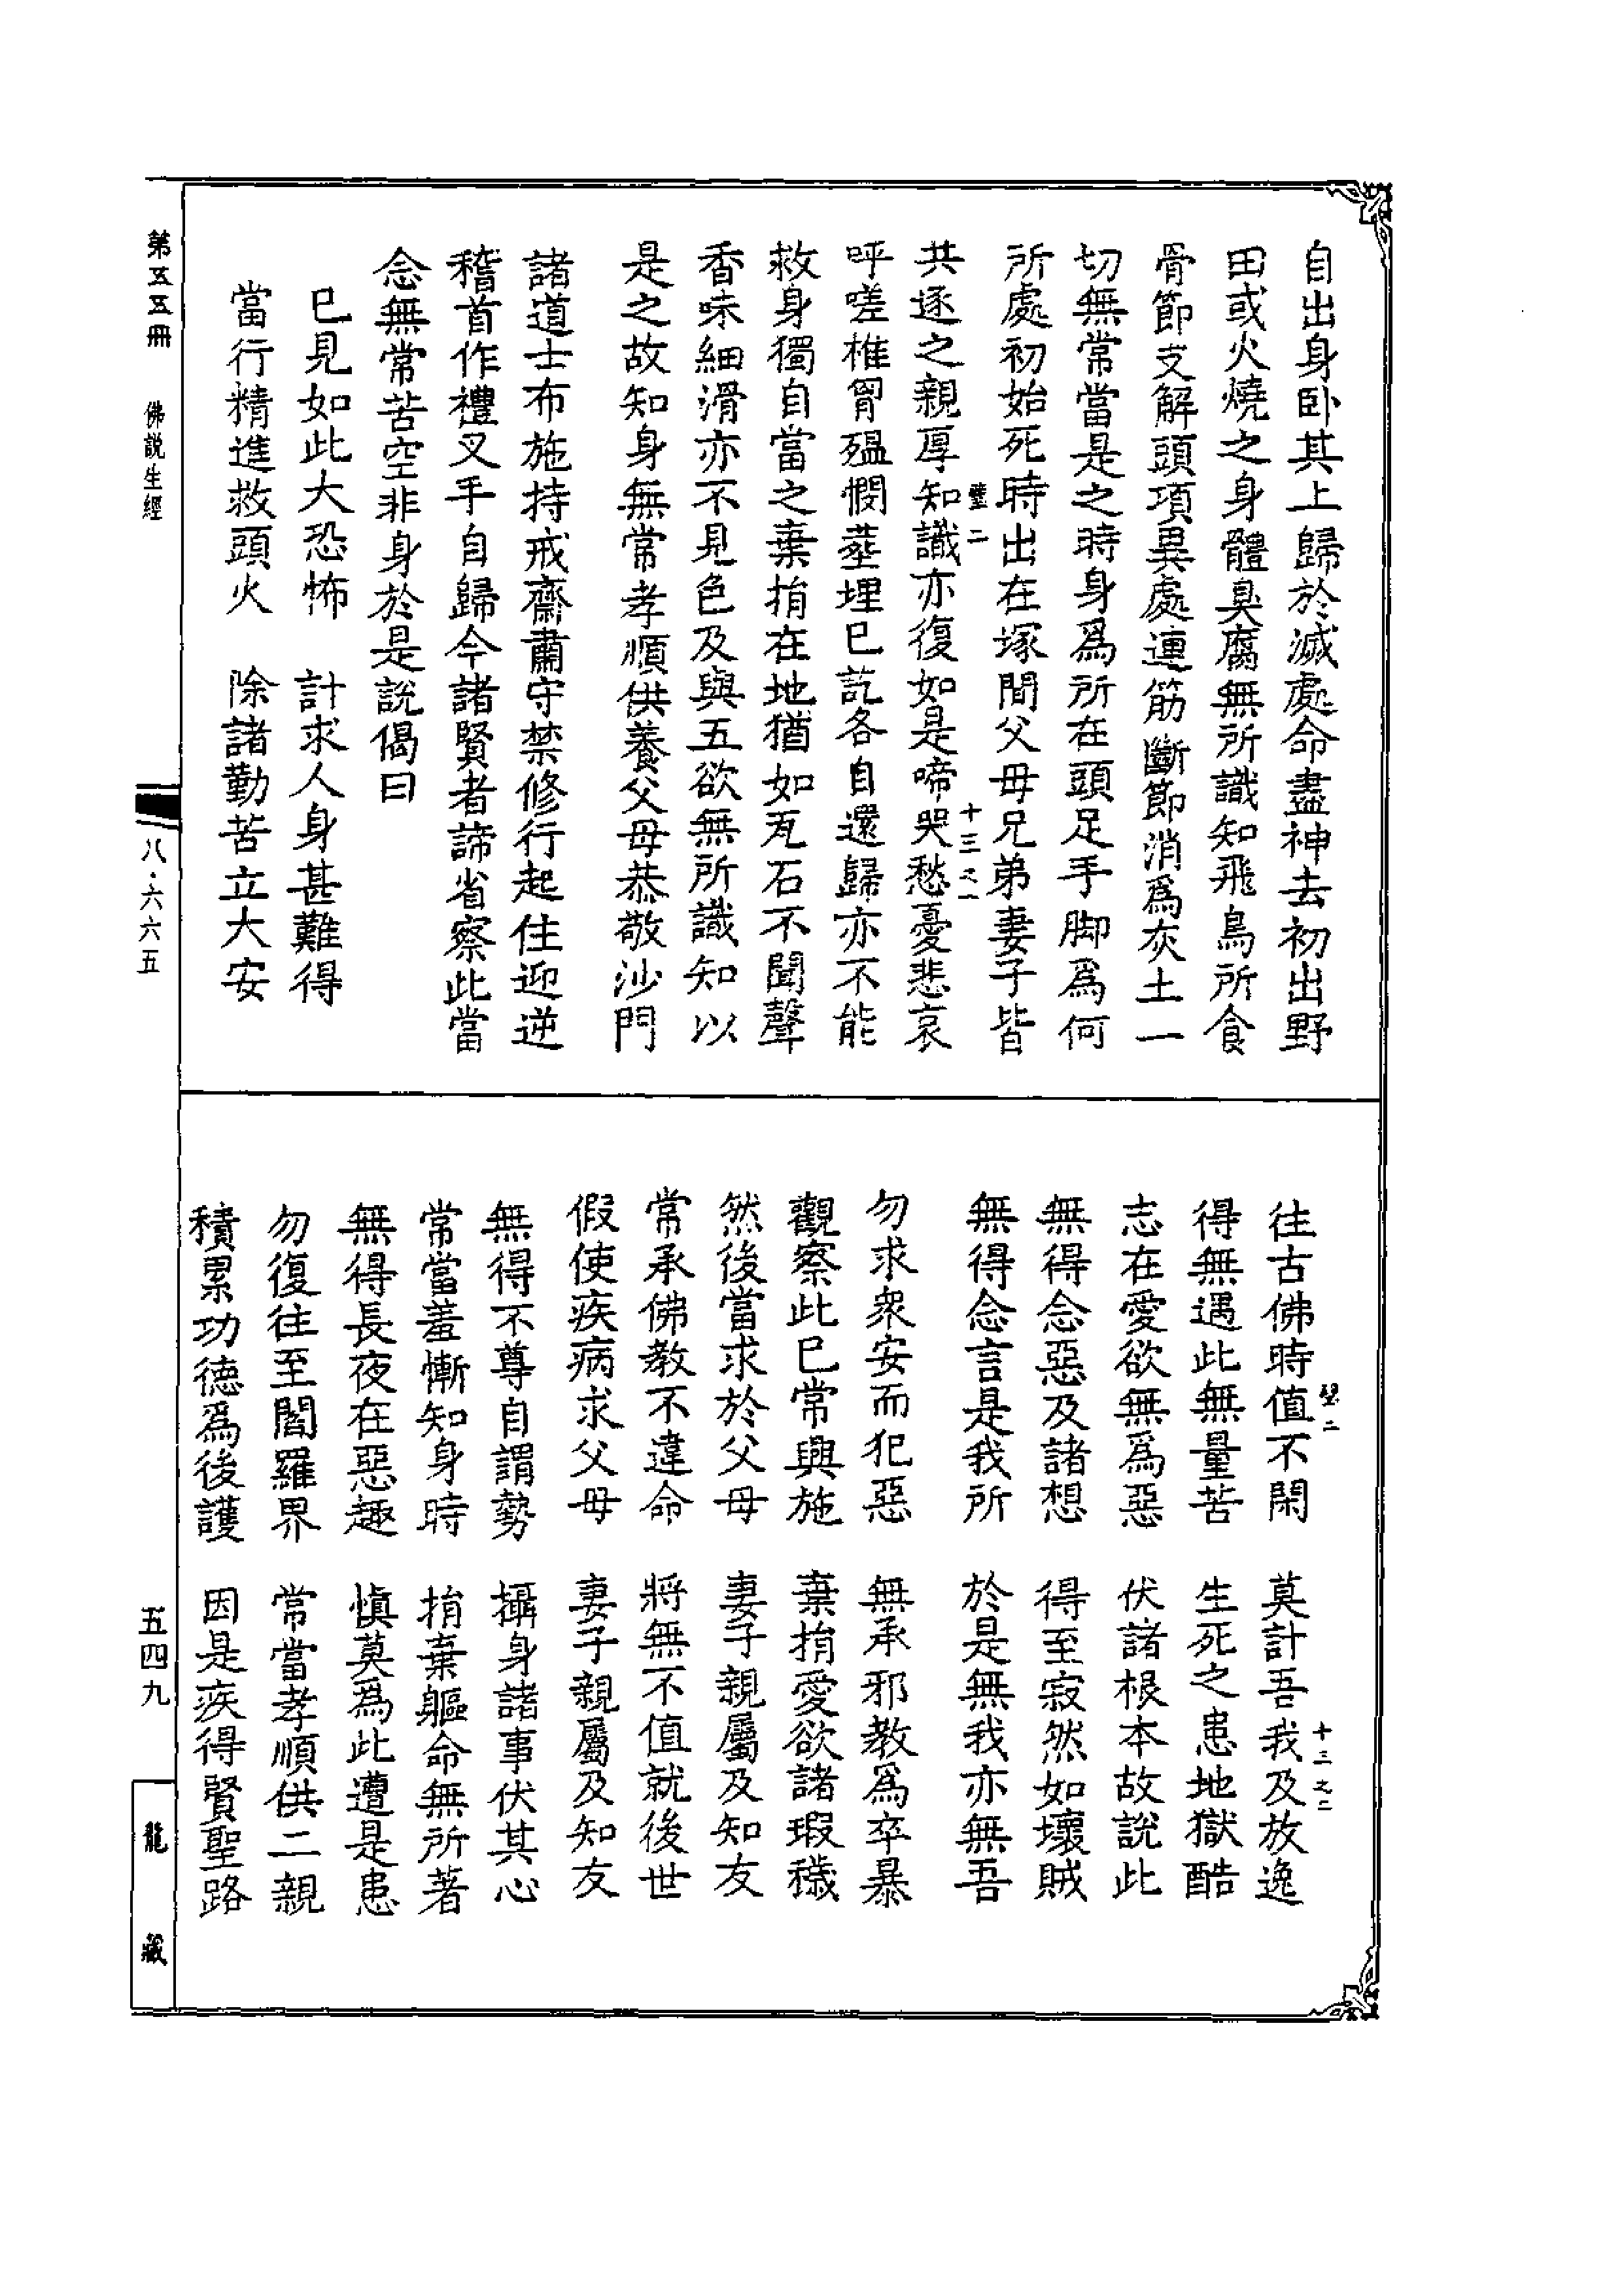 自出身卧其上歸於滅處命盡神去初出野
田或火燒之身體臭腐無所識知飛鳥所食
骨節支解頭項異處連筋斷節消爲灰土一
切無常當是之時身爲所在頭足手脚爲何
所處初始死時出在塚間父母兄弟妻子皆
璧二
十三之一
共逐之親厚知識亦復如是啼哭愁憂悲哀
呼嗟椎胷殟憫𦵏埋已訖各自還歸亦不能
救身獨自當之棄捐在地猶如瓦石不聞聲
香味細滑亦不見色及與五欲無所識知以
是之故知身無常孝順供養父母恭敬沙門
諸道士布施持戒齋肅守禁修行起住迎逆
稽首作禮叉手自歸今諸賢者諦省察此當
念無常苦空非身於是說偈曰
已見如此大恐怖　計求人身甚難得
當行精進救頭火　除諸勤苦立大安
璧二
十三之二
往古佛時值不閑　莫計吾我及放逸
得無遇此無量苦　生死之患地獄酷
志在愛欲無為惡　伏諸根本故說此
無得念惡及諸想　得至寂然如壞賊
無得念言是我所　於是無我亦無吾
勿求衆安而犯惡　無承邪教爲卒暴
觀察此已常興施　棄捐愛欲諸瑕穢
然後當求於父母　妻子親屬及知友
常承佛教不違命　將無不值就後世
假使疾病求父母　妻子親屬及知友
無得不尊自謂勢　攝身諸事伏其心
常當羞慚知身時　捐棄軀命無所著
無得長夜在惡趣　慎莫為此遭是患
勿復往至閻羅界　常當孝順供二親
積累功德爲後護　因是疾得賢聖路
第五五冊　佛説生經
八·六六五
五四九
龍藏